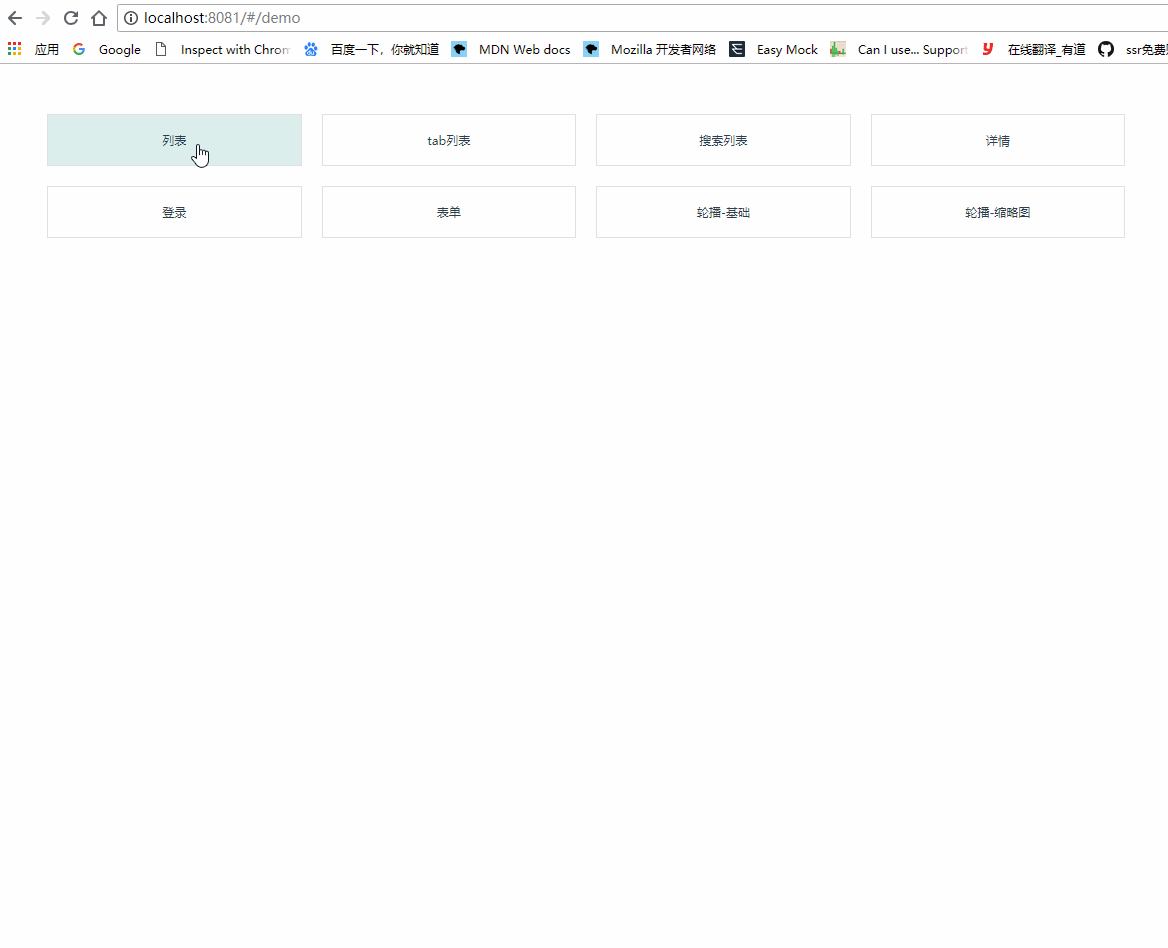 localhost:8081/#/demo
应用 Google Inspect with Chrom 百度一下，你就知道 MDN Web docs Mozilla 开发者网络 Easy Mock Can I use... Support 在线翻译_有道 ssr免费
列表 tab列表 搜索列表 详情
登录 表单 轮播-基础 轮播-缩略图